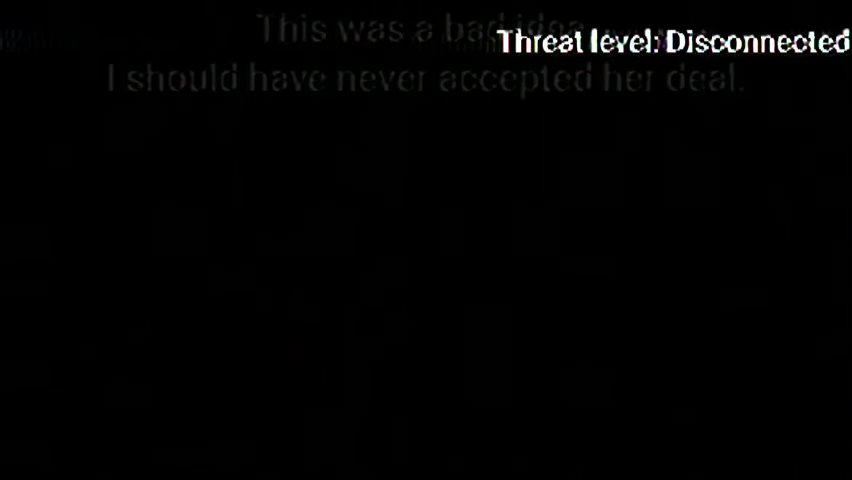 This was a bad idea
Threat level: Disconnected
I should have never accepted her deal.